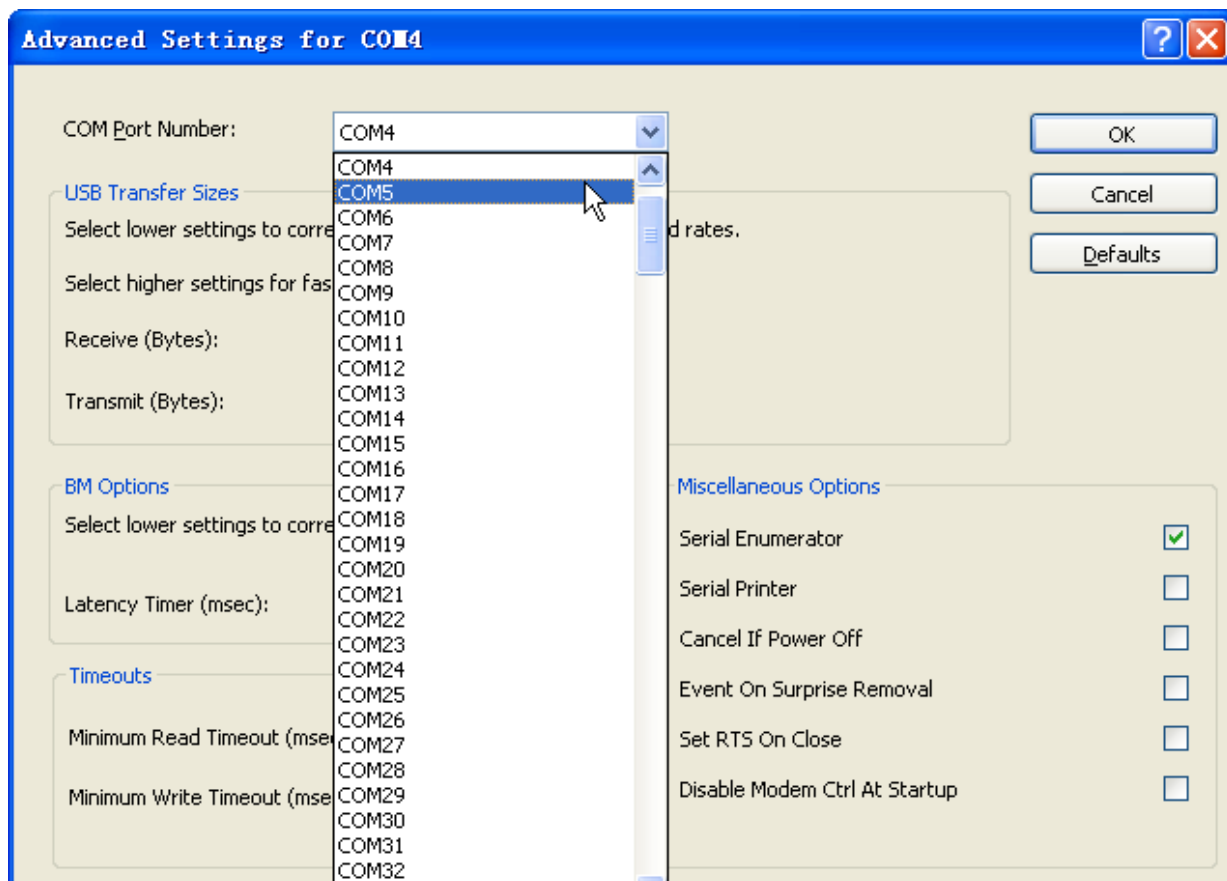 Advanced Settings for COM4
COM Port Number:
COM4
OK
Cancel
Defaults
COM4
COM5
COM6
COM7
COM8
COM9
COM10
COM11
COM12
COM13
COM14
COM15
COM16
COM17
COM18
COM19
COM20
COM21
COM22
COM23
COM24
COM25
COM26
COM27
COM28
COM29
COM30
COM31
COM32
USB Transfer Sizes
Select lower settings to corre d rates.
Select higher settings for fas
Receive (Bytes):
Transmit (Bytes):
BM Options
Select lower settings to corre
Latency Timer (msec):
Timeouts
Minimum Read Timeout (mse
Minimum Write Timeout (mse
Miscellaneous Options
Serial Enumerator
Serial Printer
Cancel If Power Off
Event On Surprise Removal
Set RTS On Close
Disable Modem Ctrl At Startup